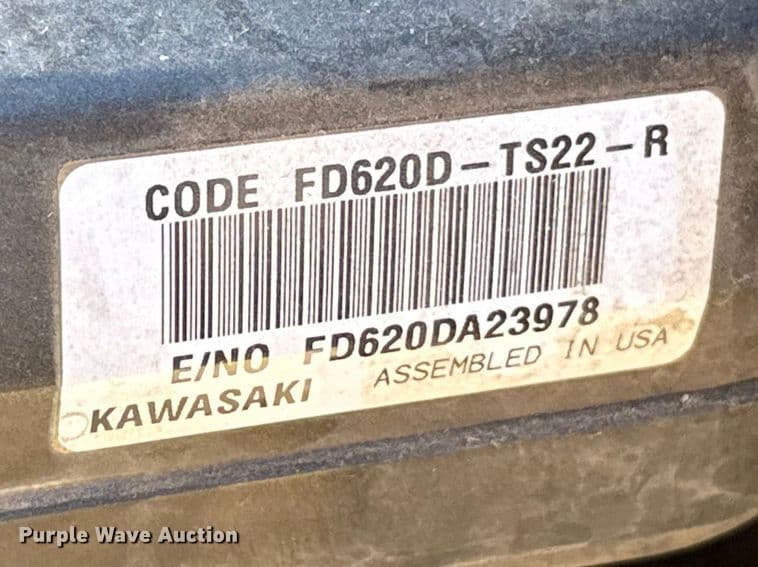 CODE FD620D-TS22-R
E/NO FD620DA23978
KAWASAKI ASSEMBLED IN USA
Purple Wave Auction